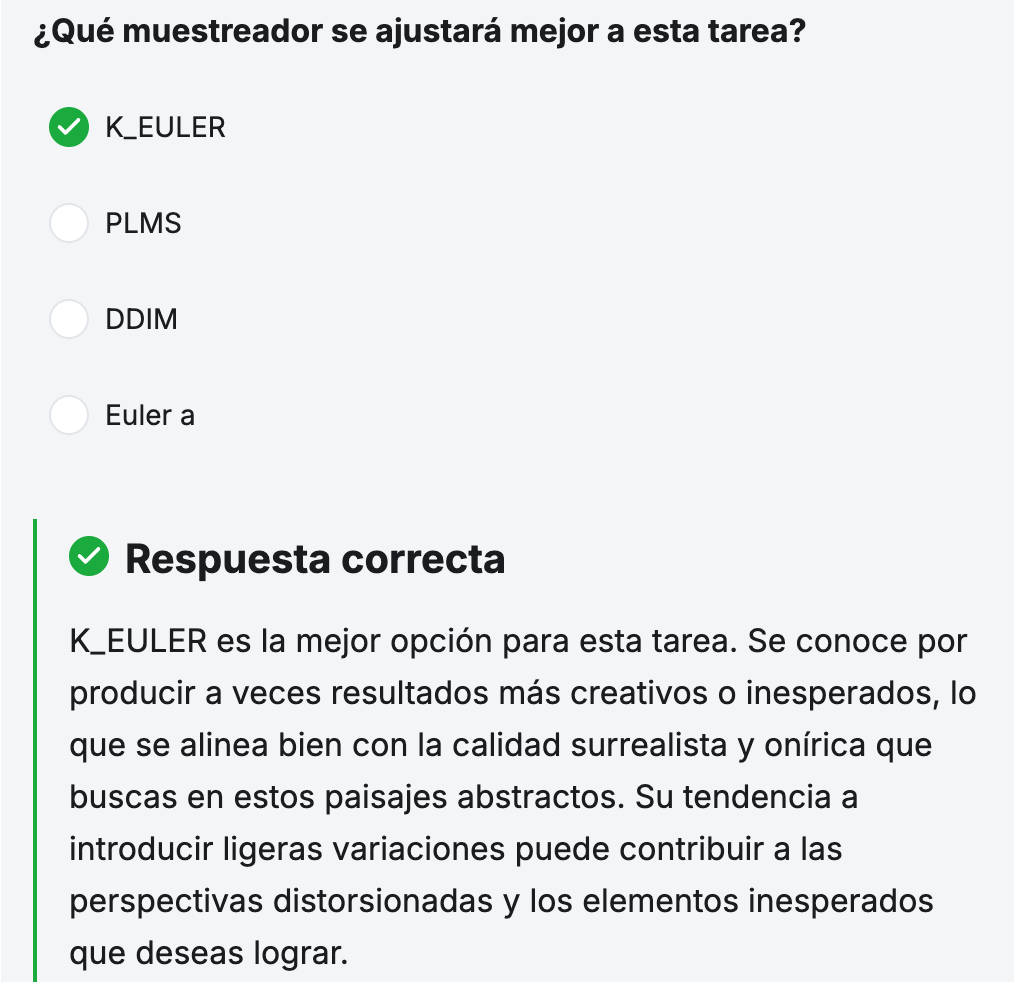 ¿Qué muestreador se ajustará mejor a esta tarea?
K_EULER
PLMS
DDIM
Euler a
Respuesta correcta
K_EULER es la mejor opción para esta tarea. Se conoce por
producir a veces resultados más creativos o inesperados, lo
que se alinea bien con la calidad surrealista y onírica que
buscas en estos paisajes abstractos. Su tendencia a
introducir ligeras variaciones puede contribuir a las
perspectivas distorsionadas y los elementos inesperados
que deseas lograr.